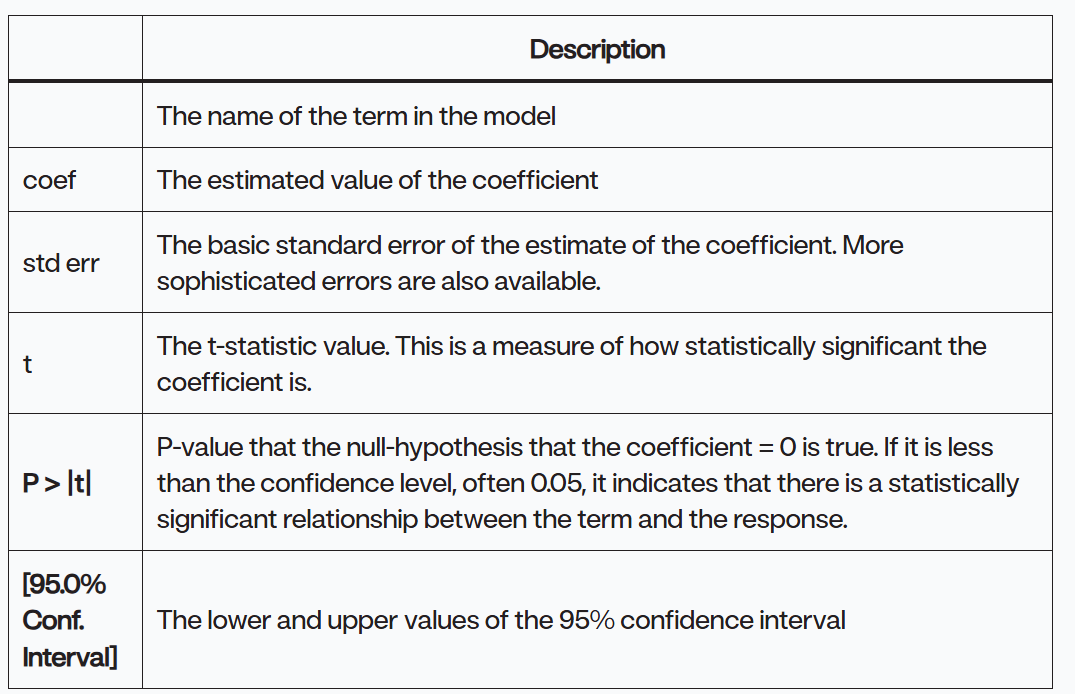 Description
The name of the term in the model
coef
The estimated value of the coefficient
std err
The basic standard error of the estimate of the coefficient. More
sophisticated errors are also available.
t
The t-statistic value. This is a measure of how statistically significant the
coefficient is.
P > |t|
P-value that the null-hypothesis that the coefficient = 0 is true. If it is less
than the confidence level, often 0.05, it indicates that there is a statistically
significant relationship between the term and the response.
[95.0%
Conf.
Interval]
The lower and upper values of the 95% confidence interval